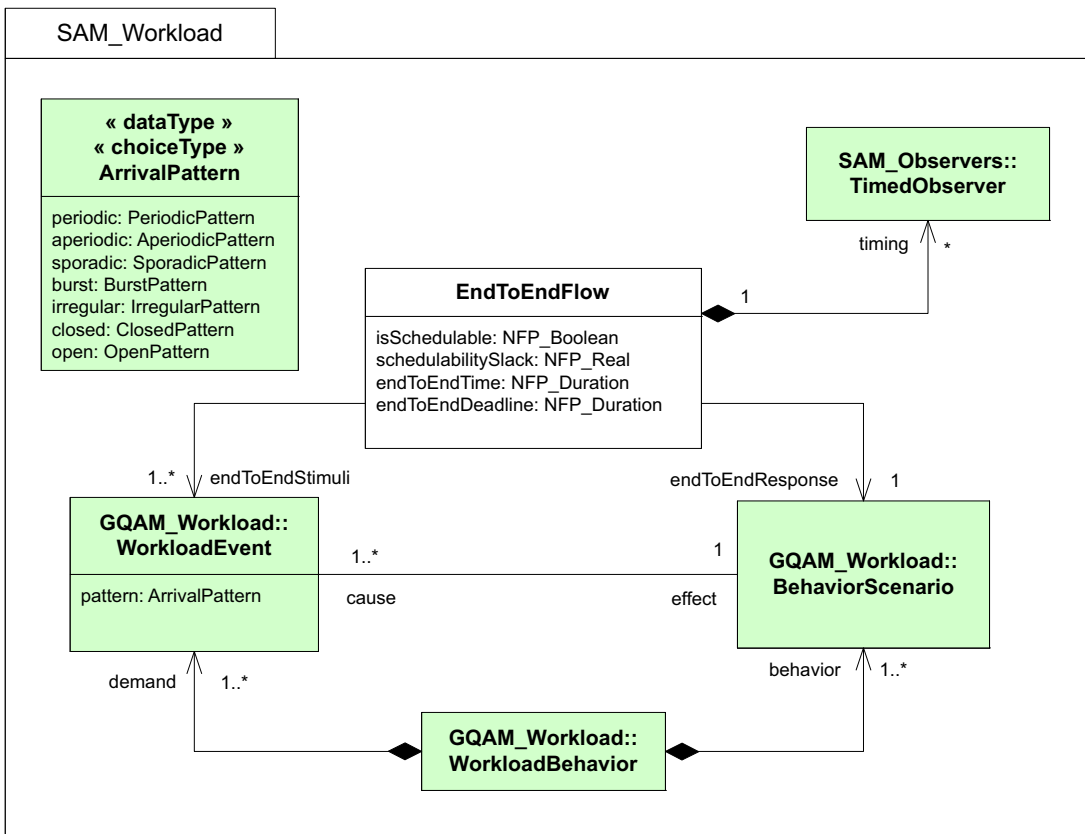 SAM_Workload
« dataType »
« choiceType »
ArrivalPattern
periodic: PeriodicPattern
aperiodic: AperiodicPattern
sporadic: SporadicPattern
burst: BurstPattern
irregular: IrregularPattern
closed: ClosedPattern
open: OpenPattern
SAM_Observers::
TimedObserver
timing
*
EndToEndFlow
1
isSchedulable: NFP_Boolean
schedulabilitySlack: NFP_Real
endToEndTime: NFP_Duration
endToEndDeadline: NFP_Duration
1..*
endToEndStimuli
endToEndResponse
1
GQAM_Workload::
WorkloadEvent
pattern: ArrivalPattern
1..*
cause
1
effect
GQAM_Workload::
BehaviorScenario
demand
1..*
behavior
1..*
GQAM_Workload::
WorkloadBehavior